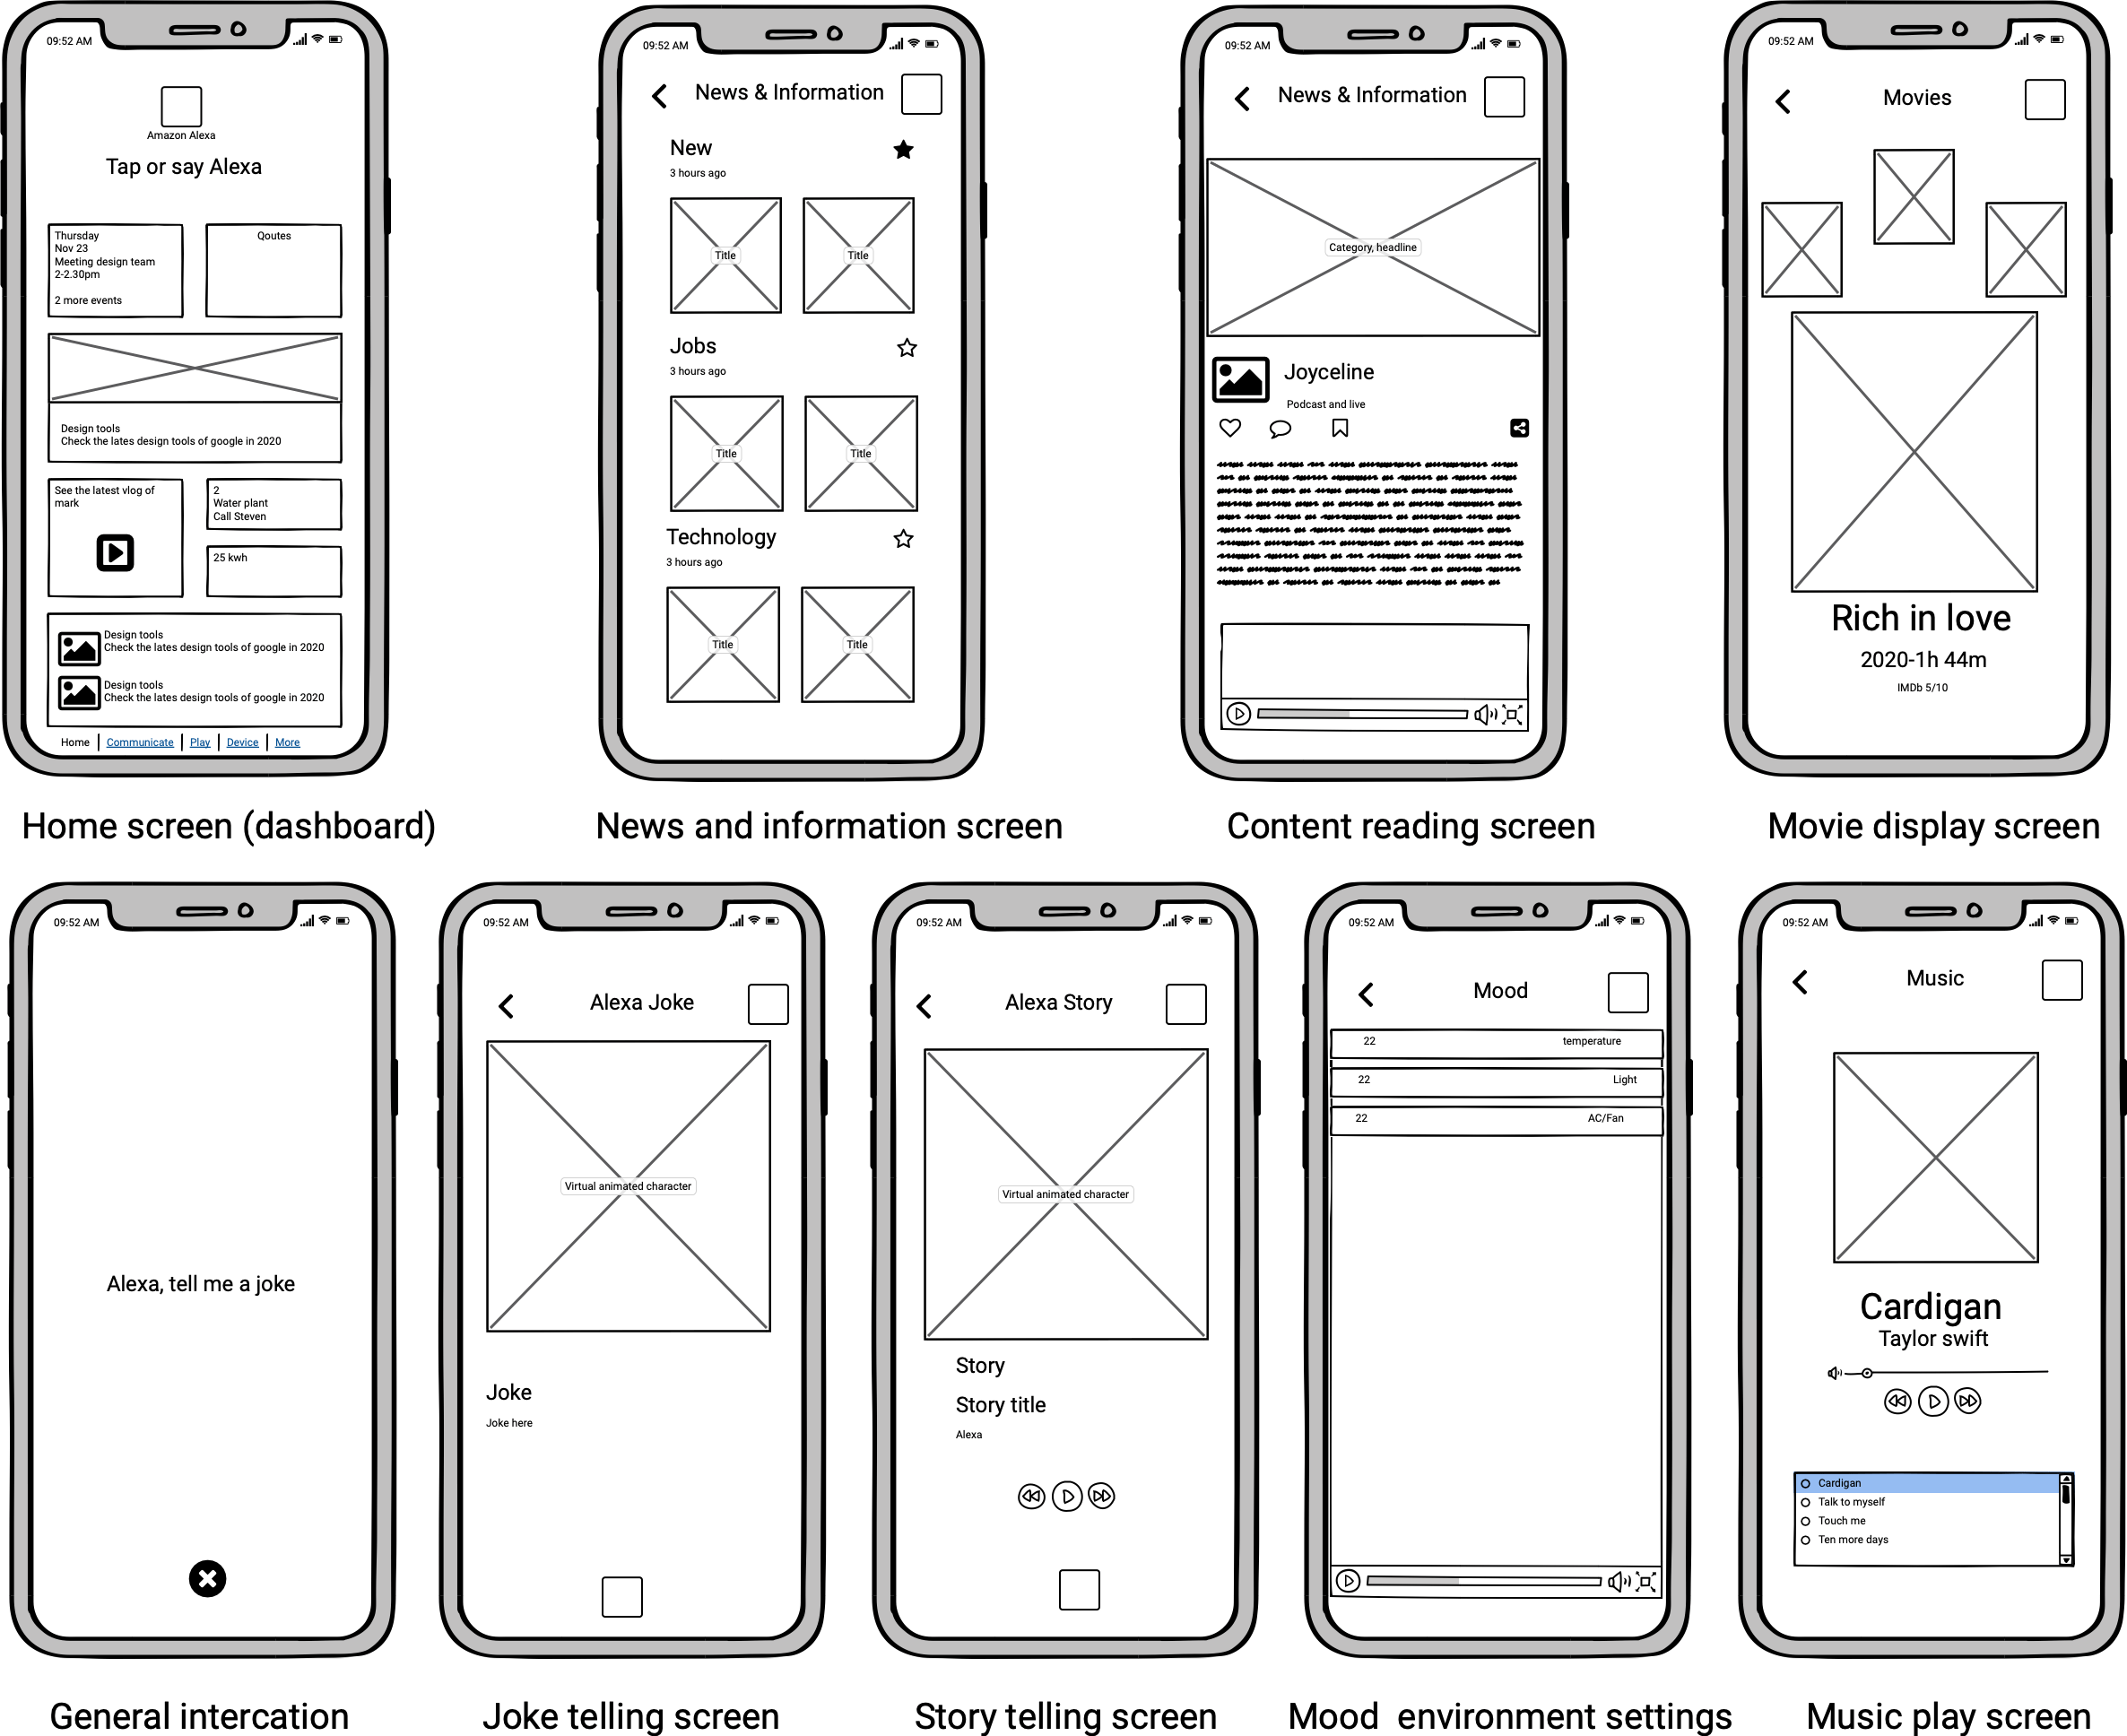 09:52 AM
Amazon Alexa
Tap or say Alexa
Thursday
Nov 23
Meeting design team
2-2.30pm
2 more events
Qoutes
Design tools
Check the lates design tools of google in 2020
See the latest vlog of
mark
2
Water plant
Call Steven
25 kwh
Design tools
Check the lates design tools of google in 2020
Design tools
Check the lates design tools of google in 2020
Home Communicate Play Device More
Home screen (dashboard)
09:52 AM
News & Information
New
3 hours ago
Title Title
Jobs
3 hours ago
Title Title
Technology
3 hours ago
Title Title
News and information screen
09:52 AM
News & Information
Category, headline
Joyceline
Podcast and live
Content reading screen
09:52 AM
Movies
Rich in love
2020-1h 44m
IMDb 5/10
Movie display screen
09:52 AM
Alexa, tell me a joke
General intercation
09:52 AM
Alexa Joke
Virtual animated character
Joke
Joke here
Joke telling screen
09:52 AM
Alexa Story
Virtual animated character
Story
Story title
Alexa
Story telling screen
09:52 AM
Mood
22 temperature
22 Light
22 AC/Fan
Mood environment settings
09:52 AM
Music
Cardigan
Taylor swift
Cardigan
Talk to myself
Touch me
Ten more days
Music play screen